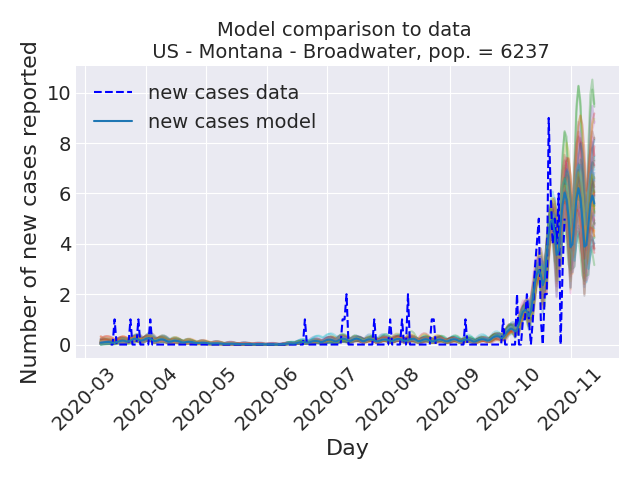 Model comparison to data
US - Montana - Broadwater, pop. = 6237
Number of new cases reported
10
8
6
4
2
0
new cases data
new cases model
2020-03
2020-04
2020-05
2020-06
2020-07
2020-08
2020-09
2020-10
2020-11
Day